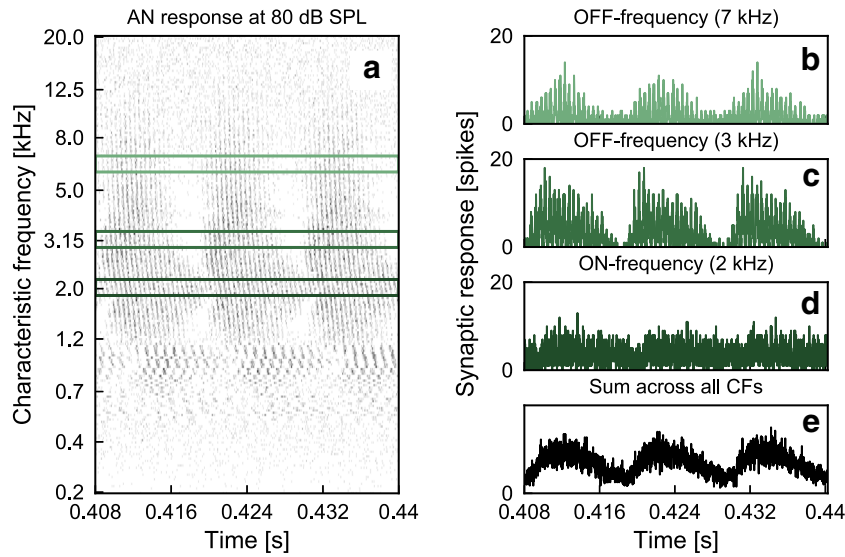 AN response at 80 dB SPL
a
Characteristic frequency [kHz]
20.0
12.5
8.0
5.0
3.15
2.0
1.2
0.7
0.4
0.2
0.408
0.416
0.424
0.432
0.44
Time [s]
OFF-frequency (7 kHz)
b
20
0
OFF-frequency (3 kHz)
c
20
0
ON-frequency (2 kHz)
d
20
0
Sum across all CFs
e
0
Synaptic response [spikes]
0.408
0.416
0.424
0.432
0.44
Time [s]